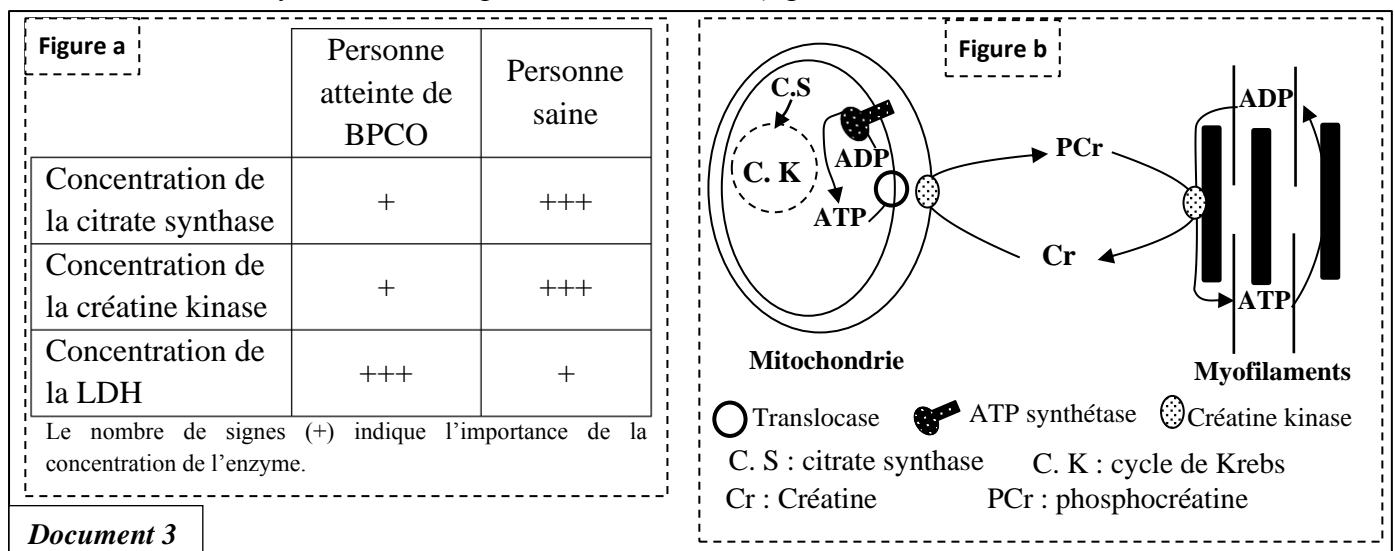 Figure a
Personne
atteinte de
BPCO
Personne
saine
Concentration de
la citrate synthase
+
+++
Concentration de
la créatine kinase
+
+++
Concentration de
la LDH
+++
+
Le nombre de signes (+) indique l’importance de la
concentration de l’enzyme.
Document 3
Figure b
C.S
C. K
ADP
ATP
PCr
Cr
ADP
ATP
Mitochondrie
Myofilaments
Translocase
ATP synthétase
Créatine kinase
C. S : citrate synthase
C. K : cycle de Krebs
Cr : Créatine
PCr : phosphocréatine